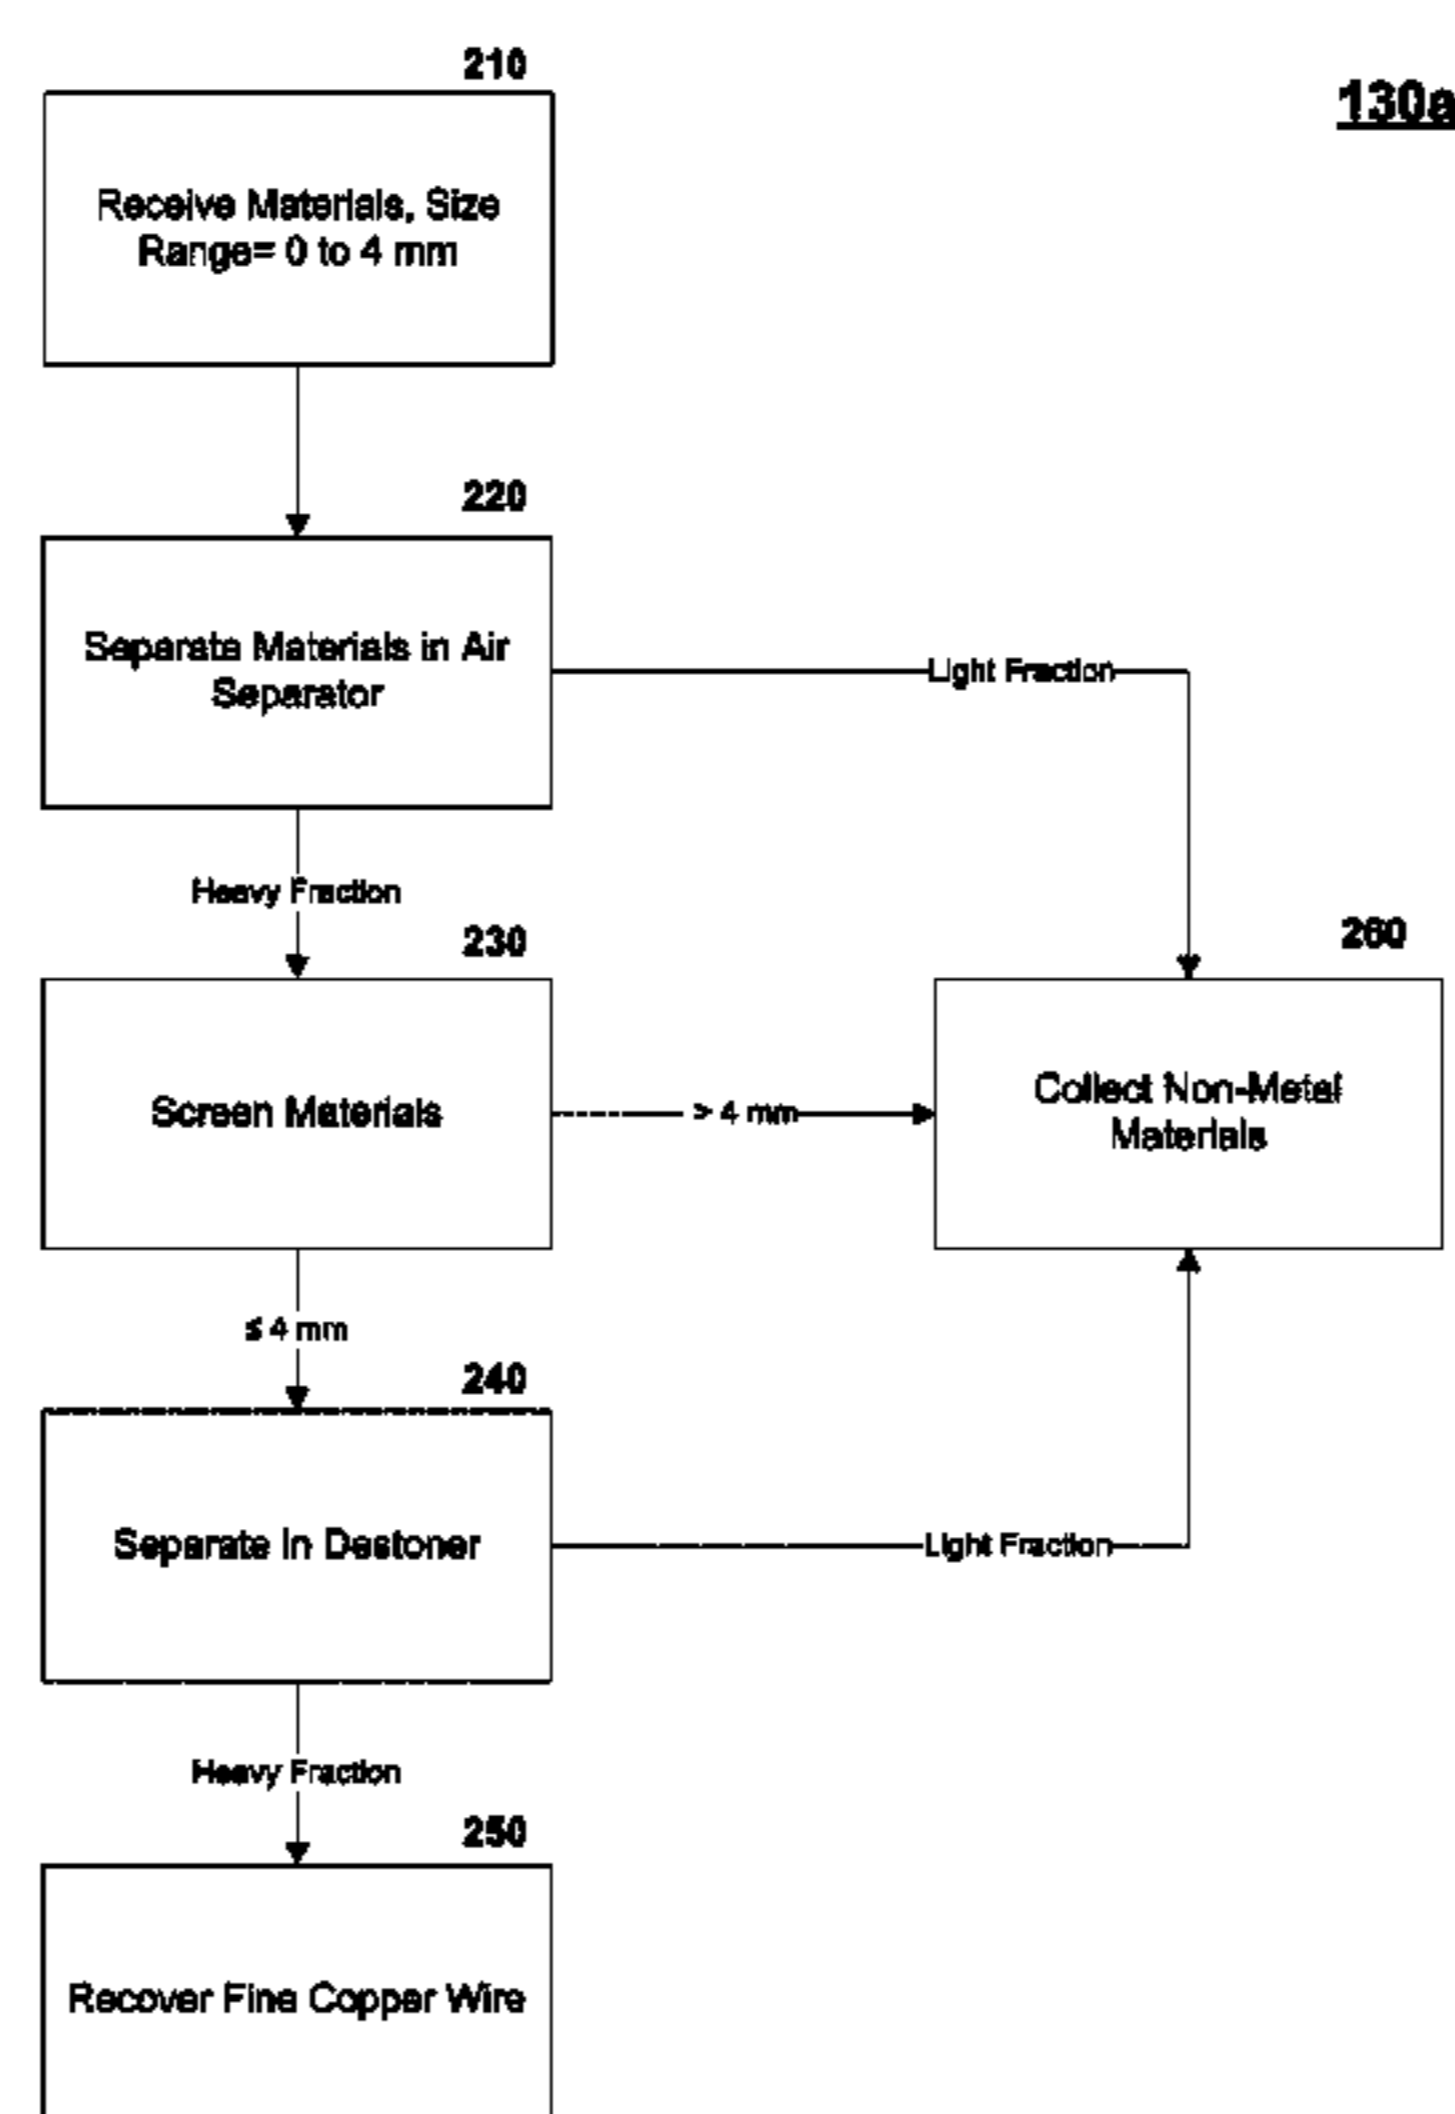 210
130a
Receive Materials, Size
Range= 0 to 4 mm
220
Separate Materials in Air
Separator
Light Fraction
Heavy Fraction
230
260
Screen Materials
> 4 mm
Collect Non-Metal
Materials
≤ 4 mm
240
Separate in Destoner
Light Fraction
Heavy Fraction
250
Recover Fine Copper Wire